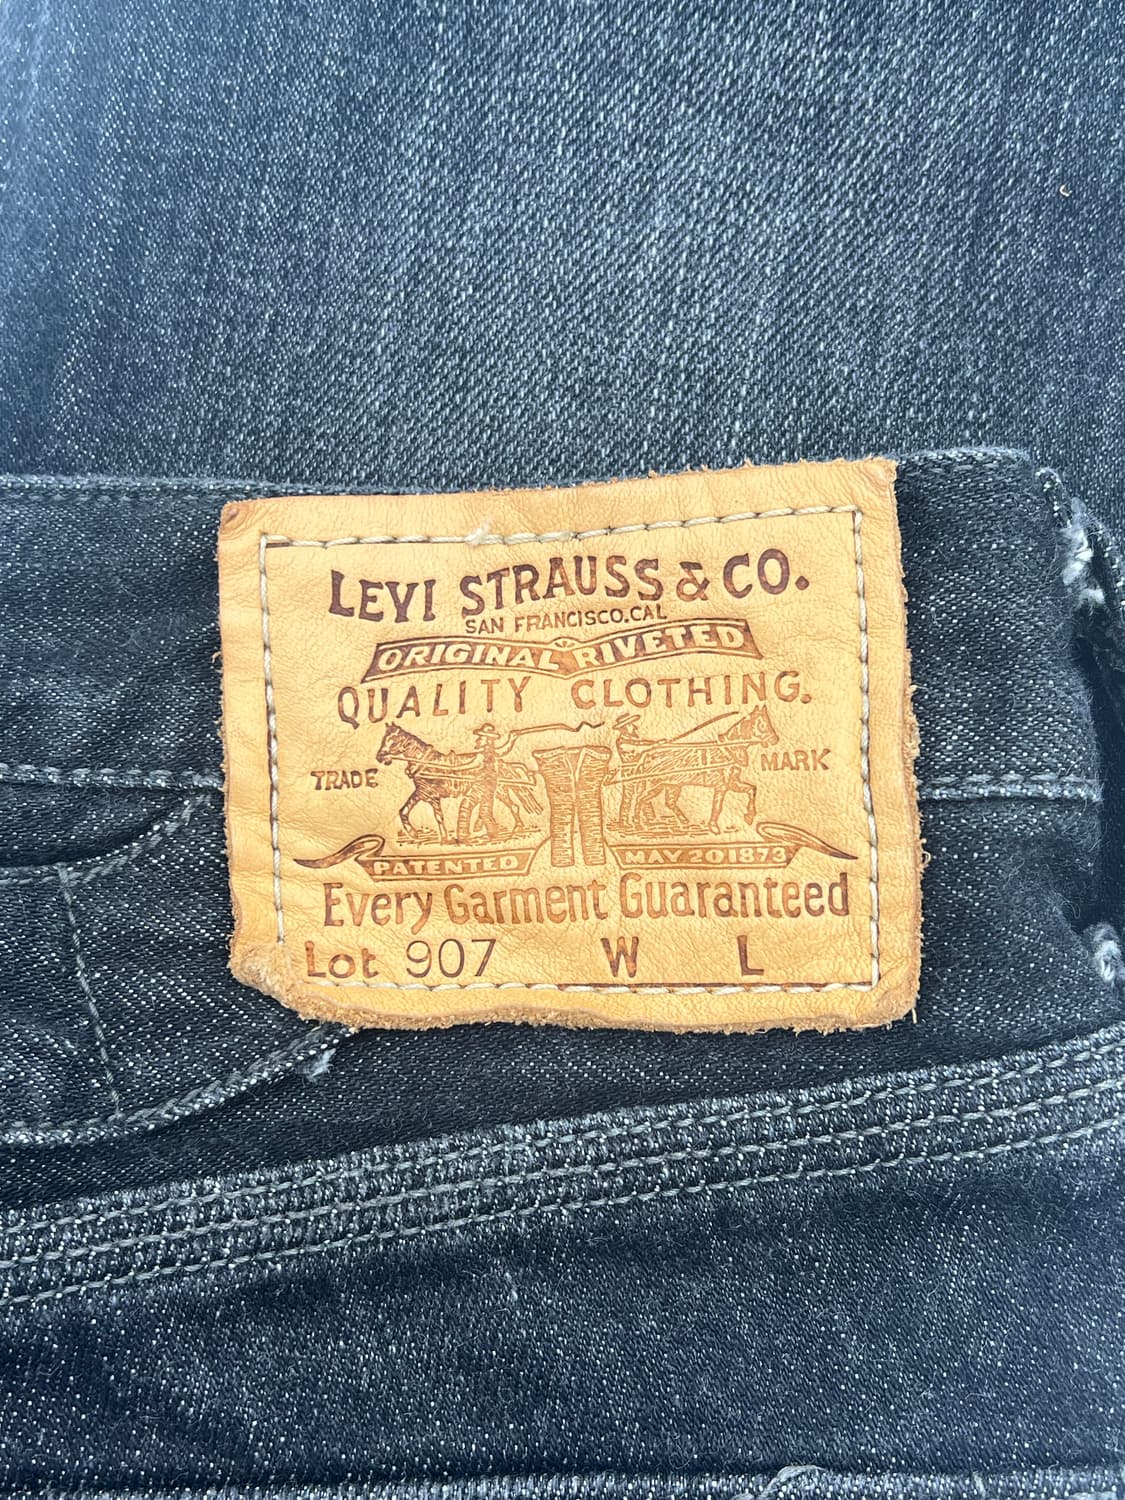 LEVI STRAUSS & CO.
SAN FRANCISCO.CAL
ORIGINAL RIVETED
QUALITY CLOTHING.
TRADE MARK
PATENTED MAY 20 1873
Every Garment Guaranteed
Lot 907 W L